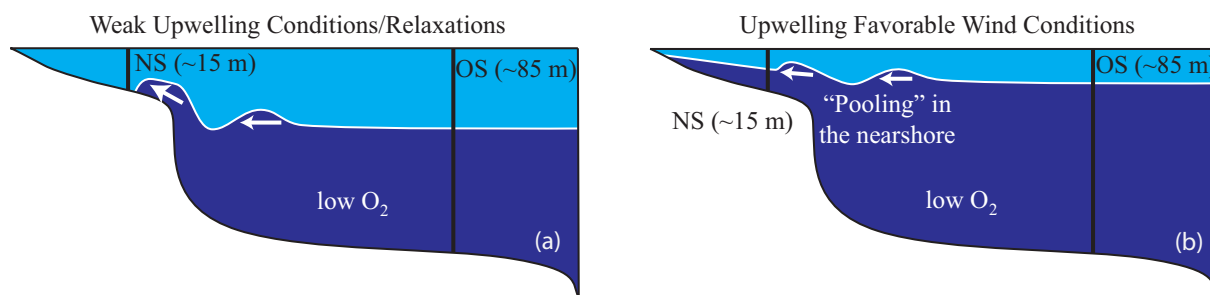 Weak Upwelling Conditions/Relaxations
NS (~15 m)
OS (~85 m)
low O₂
(a)
Upwelling Favorable Wind Conditions
OS (~85 m
NS (~15 m)
“Pooling” in
the nearshore
low O₂
(b)